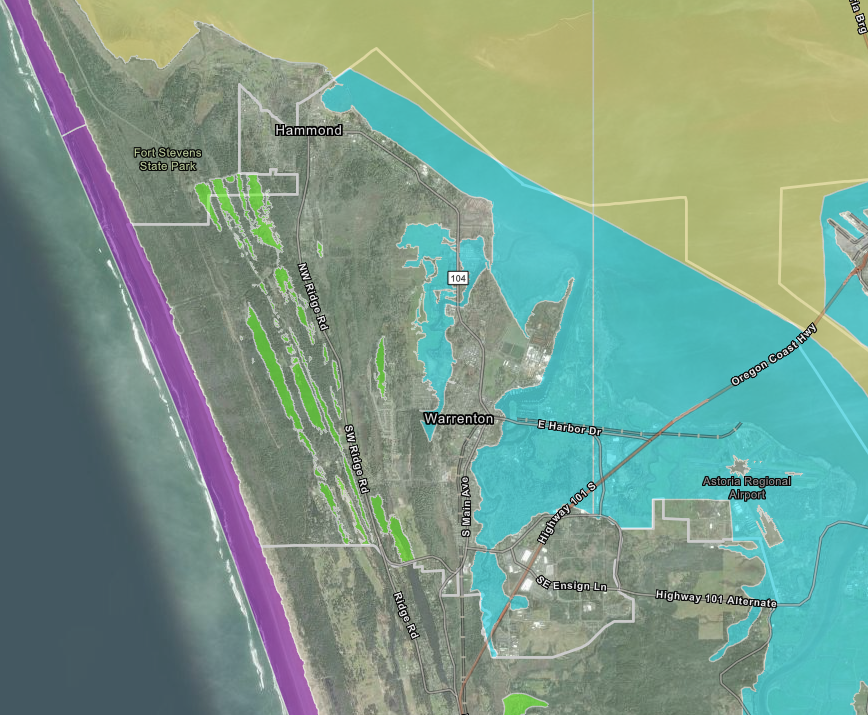 Hammond
Fort Stevens
State Park
NW Ridge Rd
104
Oregon Coast Hwy
Warrenton
E Harbor Dr
SW Ridge Rd
S Main Ave
Highway 101 S
Astoria Regional
Airport
SE Ensign Ln
Highway 101 Alternate
Ridge Rd